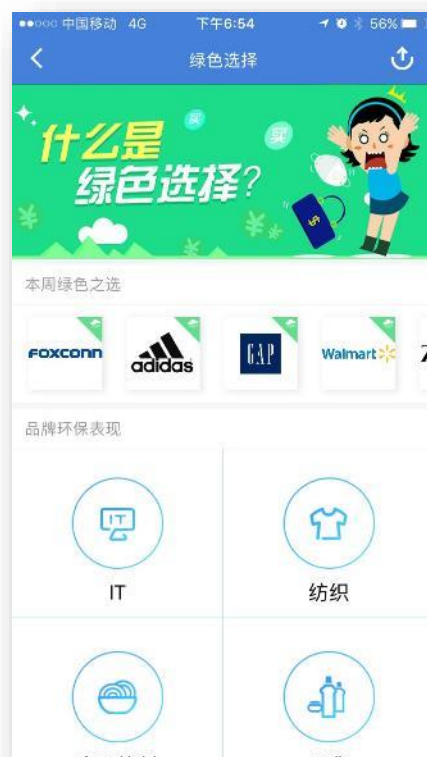 中国移动 4G 下午6:54 56%
绿色选择
什么是
绿色选择?
买 买
¥ ¥ ¥
本周绿色之选
FOXCONN adidas GAP Walmart
品牌环保表现
IT
IT 纺织